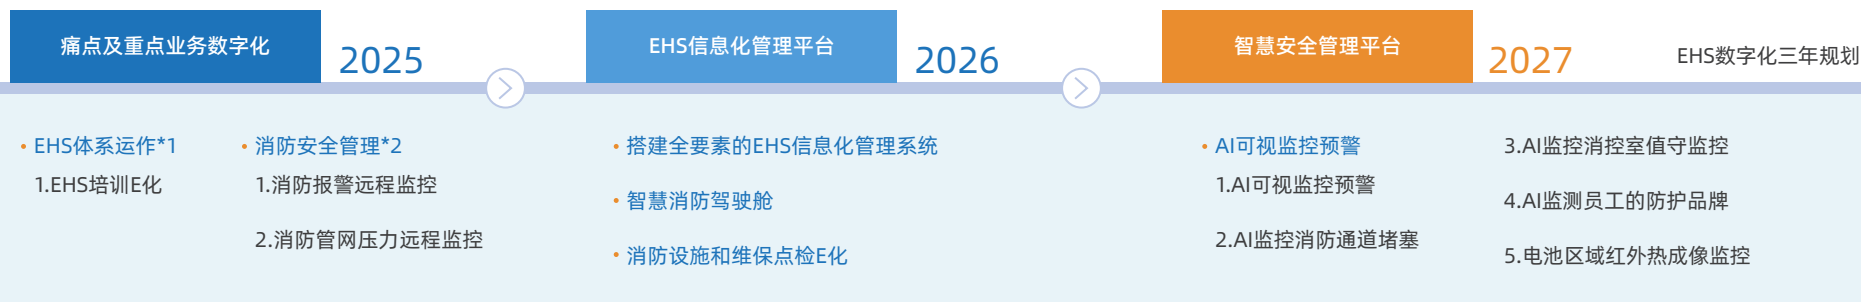 痛点及重点业务数字化
2025
EHS信息化管理平台
2026
智慧安全管理平台
2027
EHS数字化三年规划
• EHS体系运作*1
1.EHS培训E化
• 消防安全管理*2
1.消防报警远程监控
2.消防管网压力远程监控
• 搭建全要素的EHS信息化管理系统
• 智慧消防驾驶舱
• 消防设施和维保点检E化
• AI可视监控预警
1.AI可视监控预警
2.AI监控消防通道堵塞
3.AI监控消控室值守监控
4.AI监测员工的防护品牌
5.电池区域红外热成像监控